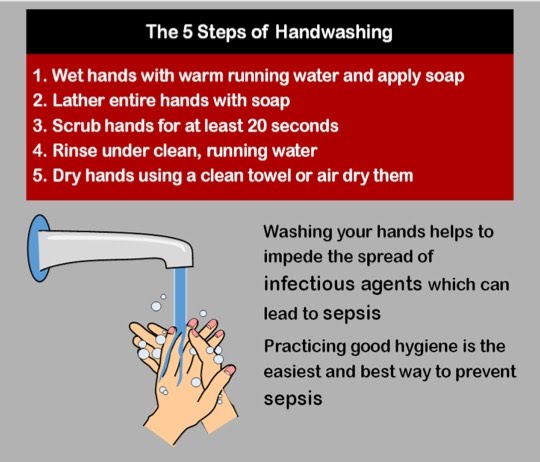 The 5 Steps of Handwashing
1. Wet hands with warm running water and apply soap
2. Lather entire hands with soap
3. Scrub hands for at least 20 seconds
4. Rinse under clean, running water
5. Dry hands using a clean towel or air dry them
Washing your hands helps to
impede the spread of
infectious agents which can
lead to sepsis
Practicing good hygiene is the
easiest and best way to prevent
sepsis